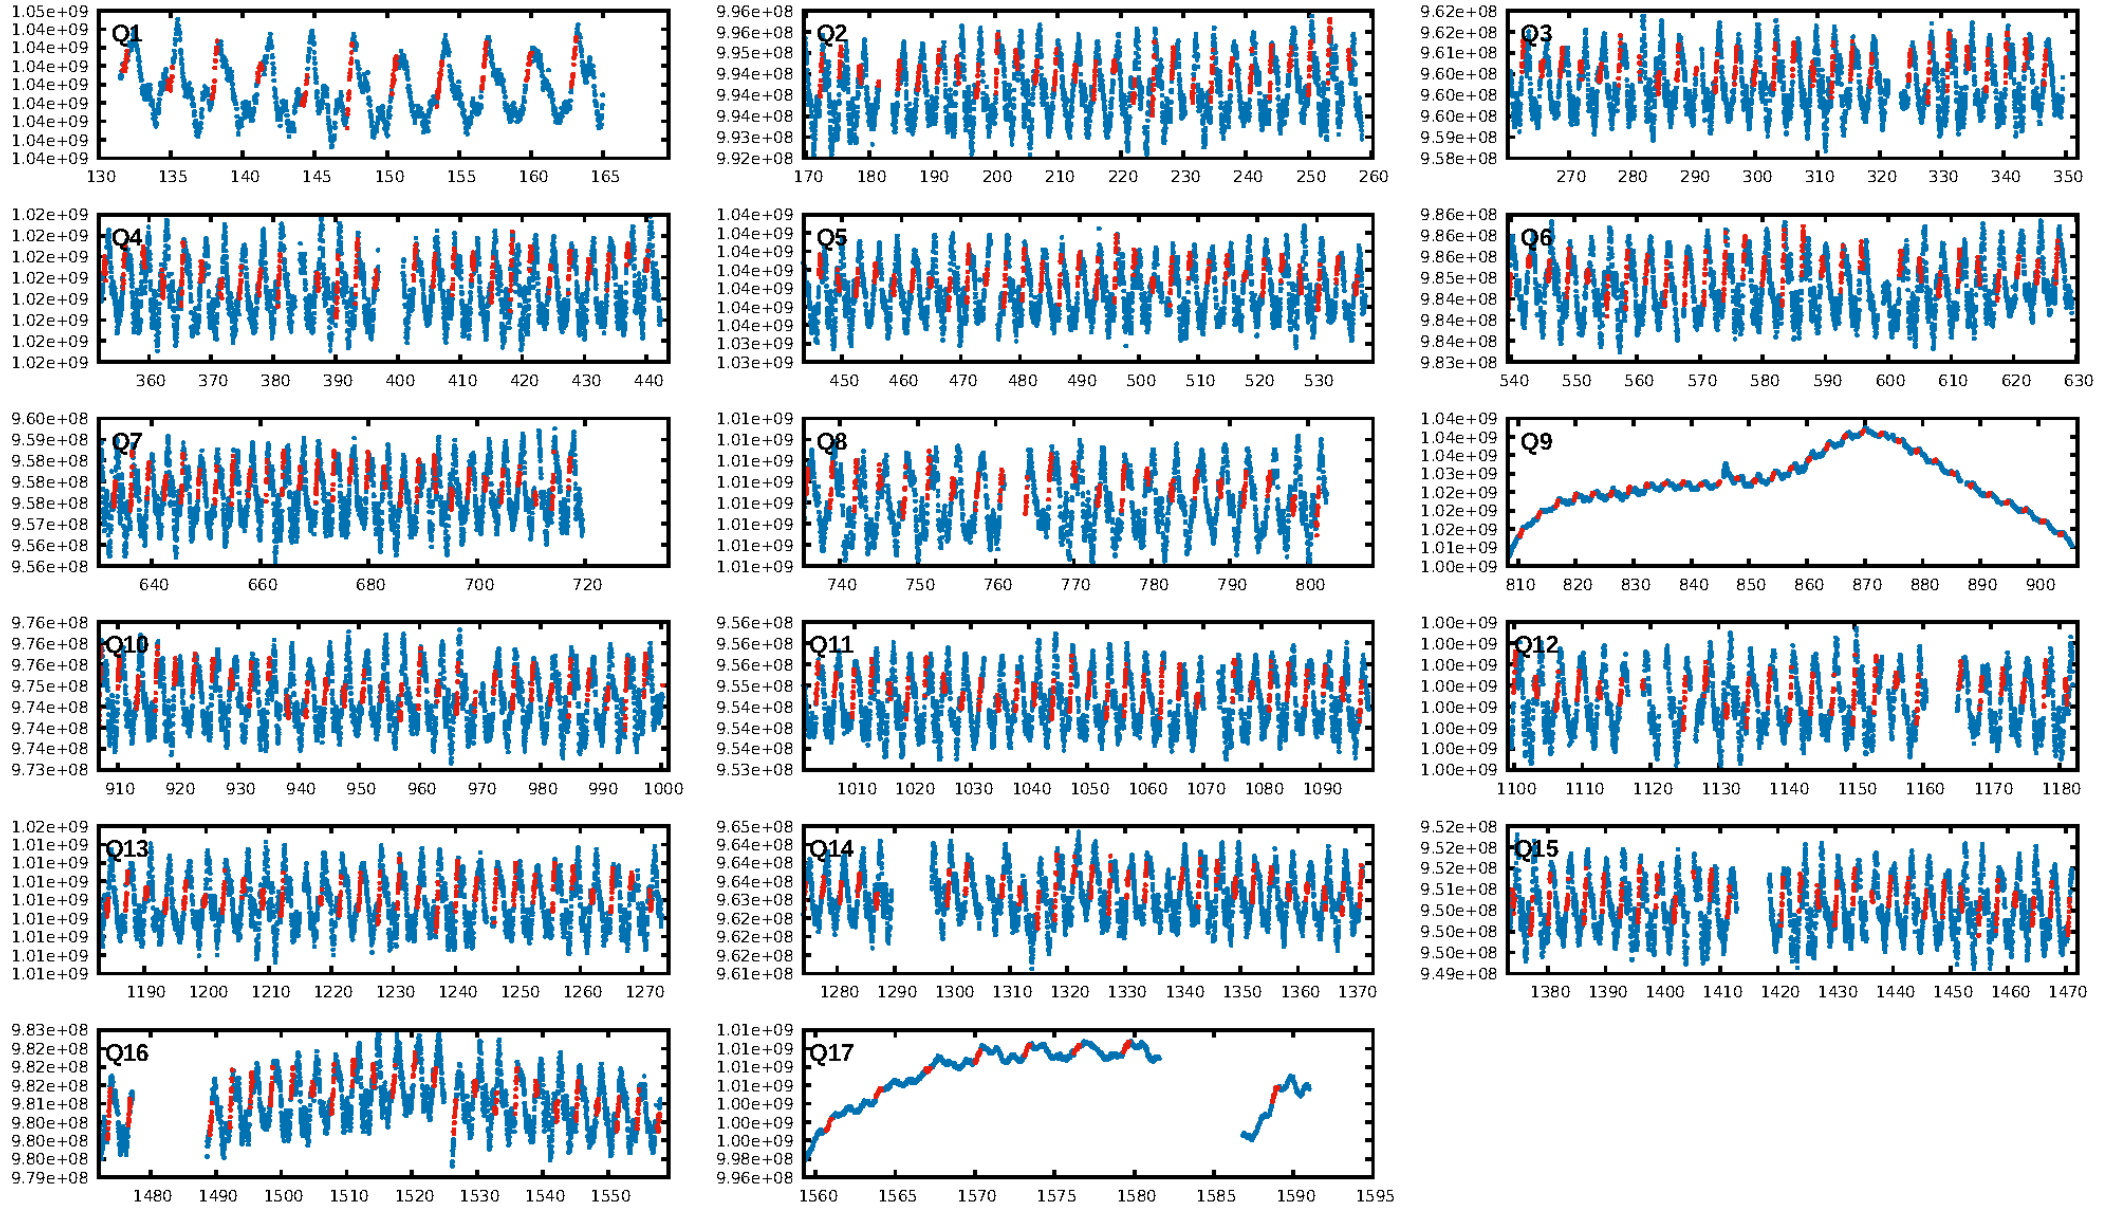 1.05e+09
1.04e+09
1.04e+09
1.04e+09
1.04e+09
1.04e+09
1.04e+09
1.04e+09
1.04e+09
Q1
130 135 140 145 150 155 160 165
9.96e+08
9.96e+08
9.95e+08
9.94e+08
9.94e+08
9.94e+08
9.93e+08
9.92e+08
Q2
170 180 190 200 210 220 230 240 250 260
9.62e+08
9.62e+08
9.61e+08
9.60e+08
9.60e+08
9.60e+08
9.59e+08
9.58e+08
Q3
270 280 290 300 310 320 330 340 350
1.02e+09
1.02e+09
1.02e+09
1.02e+09
1.02e+09
1.02e+09
1.02e+09
1.02e+09
Q4
360 370 380 390 400 410 420 430 440
1.04e+09
1.04e+09
1.04e+09
1.04e+09
1.04e+09
1.04e+09
1.03e+09
1.03e+09
Q5
450 460 470 480 490 500 510 520 530
9.86e+08
9.86e+08
9.86e+08
9.85e+08
9.84e+08
9.84e+08
9.84e+08
9.83e+08
Q6
540 550 560 570 580 590 600 610 620 630
9.60e+08
9.59e+08
9.58e+08
9.58e+08
9.58e+08
9.57e+08
9.56e+08
9.56e+08
Q7
640 660 680 700 720
1.01e+09
1.01e+09
1.01e+09
1.01e+09
1.01e+09
1.01e+09
1.01e+09
1.01e+09
Q8
740 750 760 770 780 790 800
1.04e+09
1.04e+09
1.04e+09
1.03e+09
1.02e+09
1.02e+09
1.02e+09
1.01e+09
1.00e+09
Q9
810 820 830 840 850 860 870 880 890 900
9.76e+08
9.76e+08
9.76e+08
9.75e+08
9.74e+08
9.74e+08
9.74e+08
9.73e+08
Q10
910 920 930 940 950 960 970 980 990 1000
9.56e+08
9.56e+08
9.56e+08
9.55e+08
9.54e+08
9.54e+08
9.54e+08
9.53e+08
Q11
1010 1020 1030 1040 1050 1060 1070 1080 1090
1.00e+09
1.00e+09
1.00e+09
1.00e+09
1.00e+09
1.00e+09
1.00e+09
1.00e+09
Q12
1100 1110 1120 1130 1140 1150 1160 1170 1180
1.02e+09
1.01e+09
1.01e+09
1.01e+09
1.01e+09
1.01e+09
1.01e+09
1.01e+09
1.01e+09
Q13
1190 1200 1210 1220 1230 1240 1250 1260 1270
9.65e+08
9.64e+08
9.64e+08
9.64e+08
9.63e+08
9.62e+08
9.62e+08
9.62e+08
9.61e+08
Q14
1280 1290 1300 1310 1320 1330 1340 1350 1360 1370
9.52e+08
9.52e+08
9.52e+08
9.51e+08
9.50e+08
9.50e+08
9.50e+08
9.49e+08
Q15
1380 1390 1400 1410 1420 1430 1440 1450 1460 1470
9.83e+08
9.82e+08
9.82e+08
9.82e+08
9.81e+08
9.80e+08
9.80e+08
9.80e+08
9.79e+08
Q16
1480 1490 1500 1510 1520 1530 1540 1550
1.01e+09
1.01e+09
1.01e+09
1.01e+09
1.00e+09
1.00e+09
1.00e+09
9.98e+08
9.96e+08
Q17
1560 1565 1570 1575 1580 1585 1590 1595